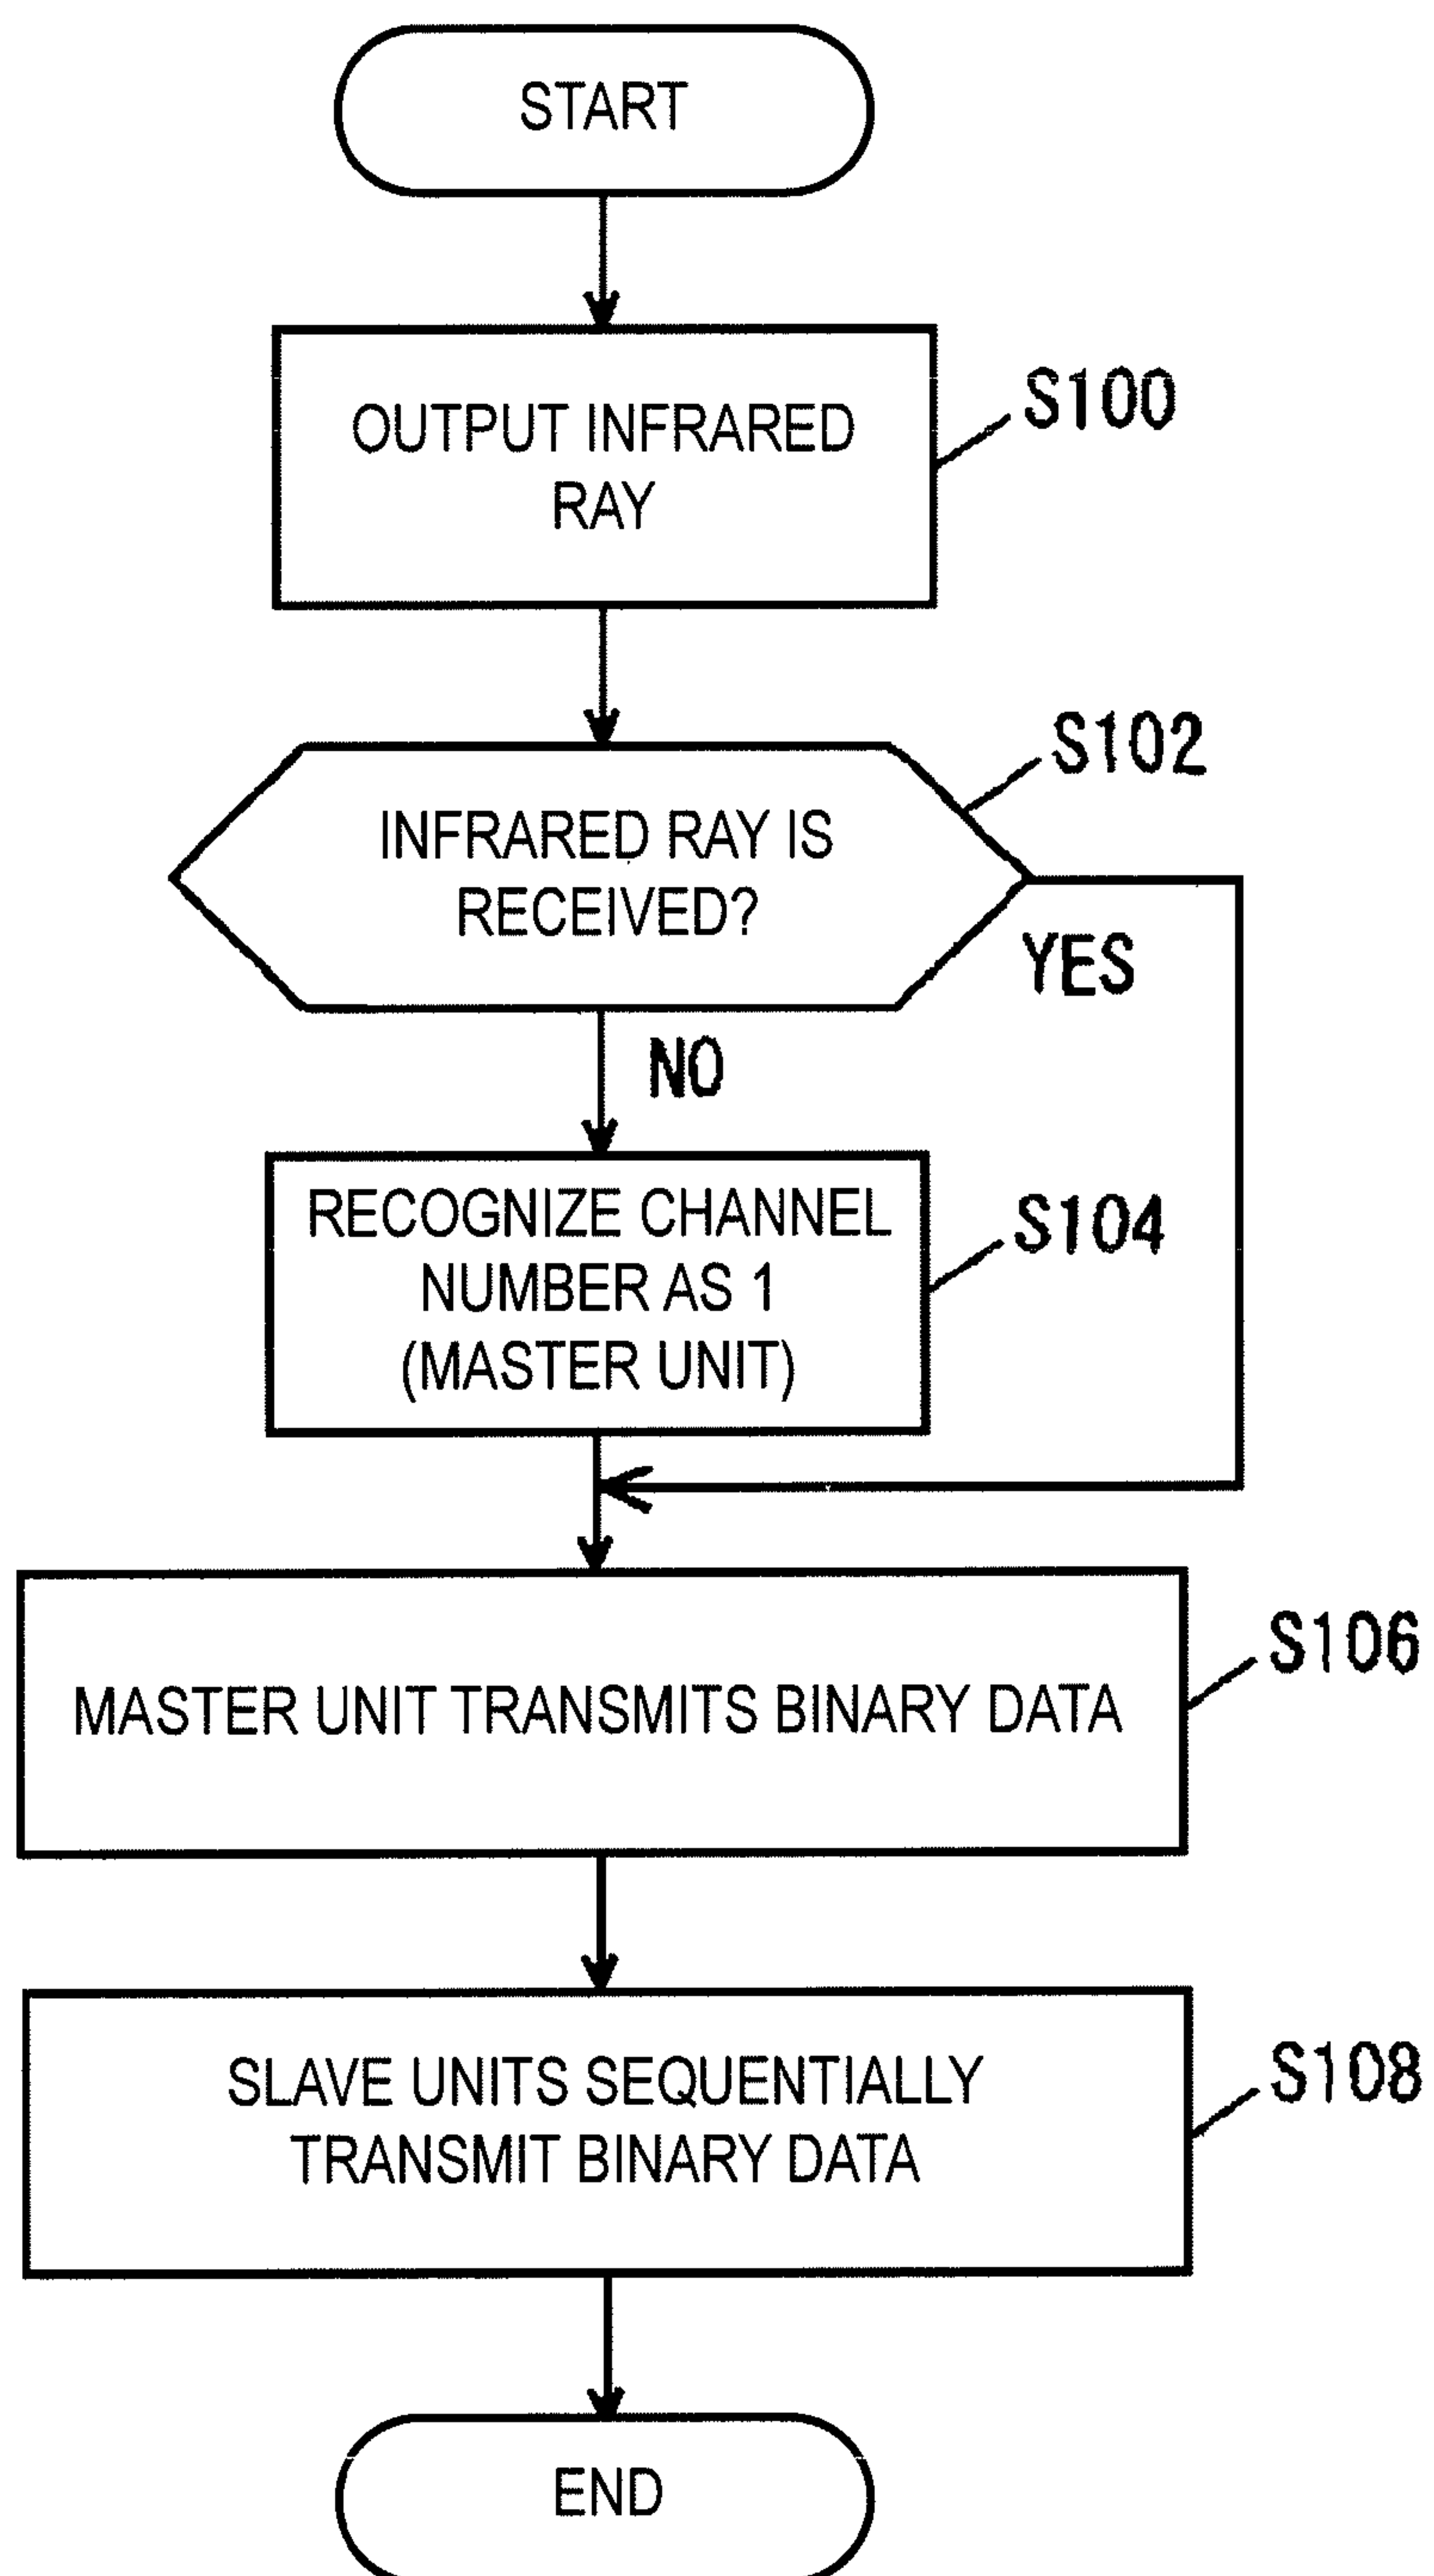 START
OUTPUT INFRARED
RAY
S100
INFRARED RAY IS
RECEIVED?
S102
YES
NO
RECOGNIZE CHANNEL
NUMBER AS 1
(MASTER UNIT)
S104
MASTER UNIT TRANSMITS BINARY DATA
S106
SLAVE UNITS SEQUENTIALLY
TRANSMIT BINARY DATA
S108
END